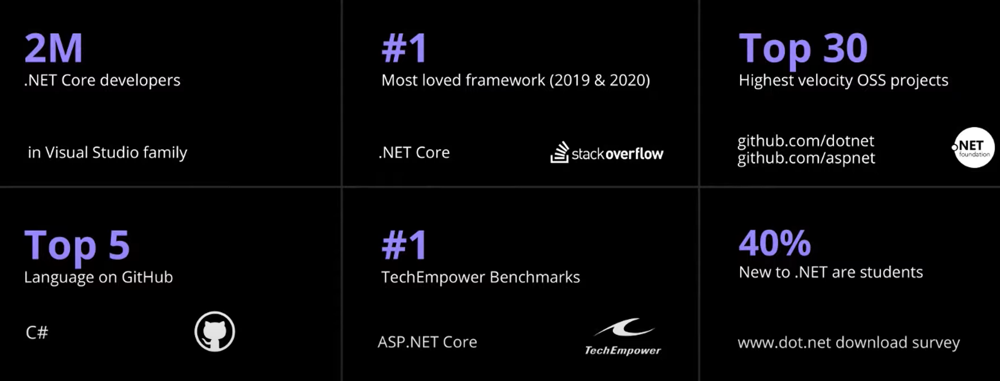 2M
.NET Core developers
in Visual Studio family
#1
Most loved framework (2019 & 2020)
.NET Core
stackoverflow
Top 30
Highest velocity OSS projects
github.com/dotnet
github.com/aspnet
.NET
foundation
Top 5
Language on GitHub
C#
#1
TechEmpower Benchmarks
ASP.NET Core
TechEmpower
40%
New to .NET are students
www.dot.net download survey